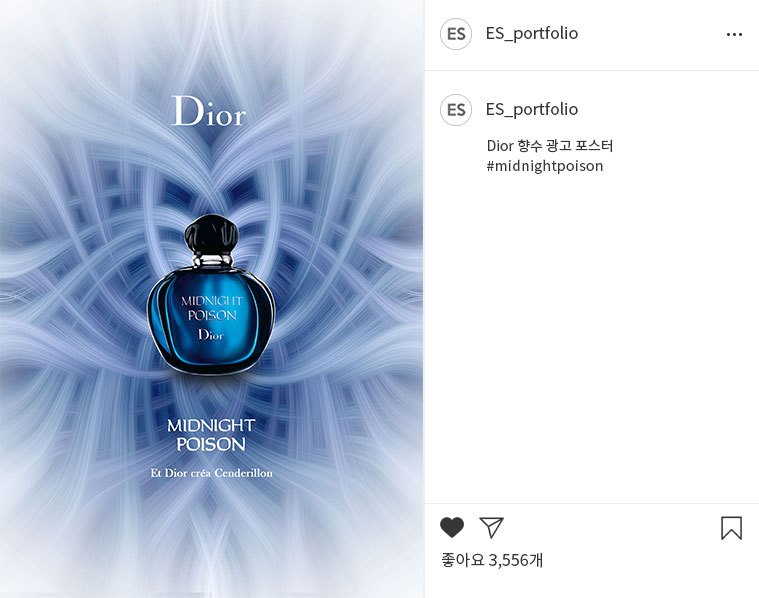 Dior
MIDNIGHT
POISON
Dior
MIDNIGHT
POISON
Et Dior créa Cenderillon
ES
ES_portfolio
ES
ES_portfolio
Dior 향수 광고 포스터
#midnightpoison
좋아요 3,556개